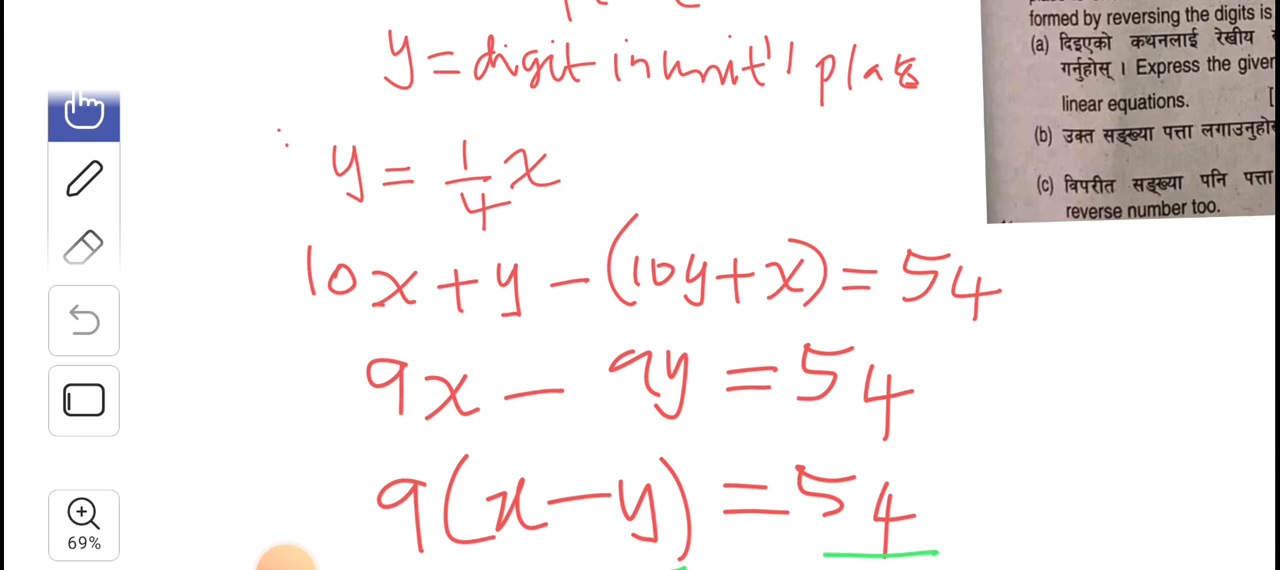 y = digit in unit's place
y = 1/4 x
10x + y - (10y + x) = 54
9x - 9y = 54
9(x - y) = 54
formed by reversing the digits is
(a) दिइएको कथनलाई रेखीय
गर्नुहोस् । Express the given
linear equations. [
(b) उक्त सङ्ख्या पत्ता लगाउनुहोस
(c) विपरीत सङ्ख्या पनि पत्ता
reverse number too.
69%